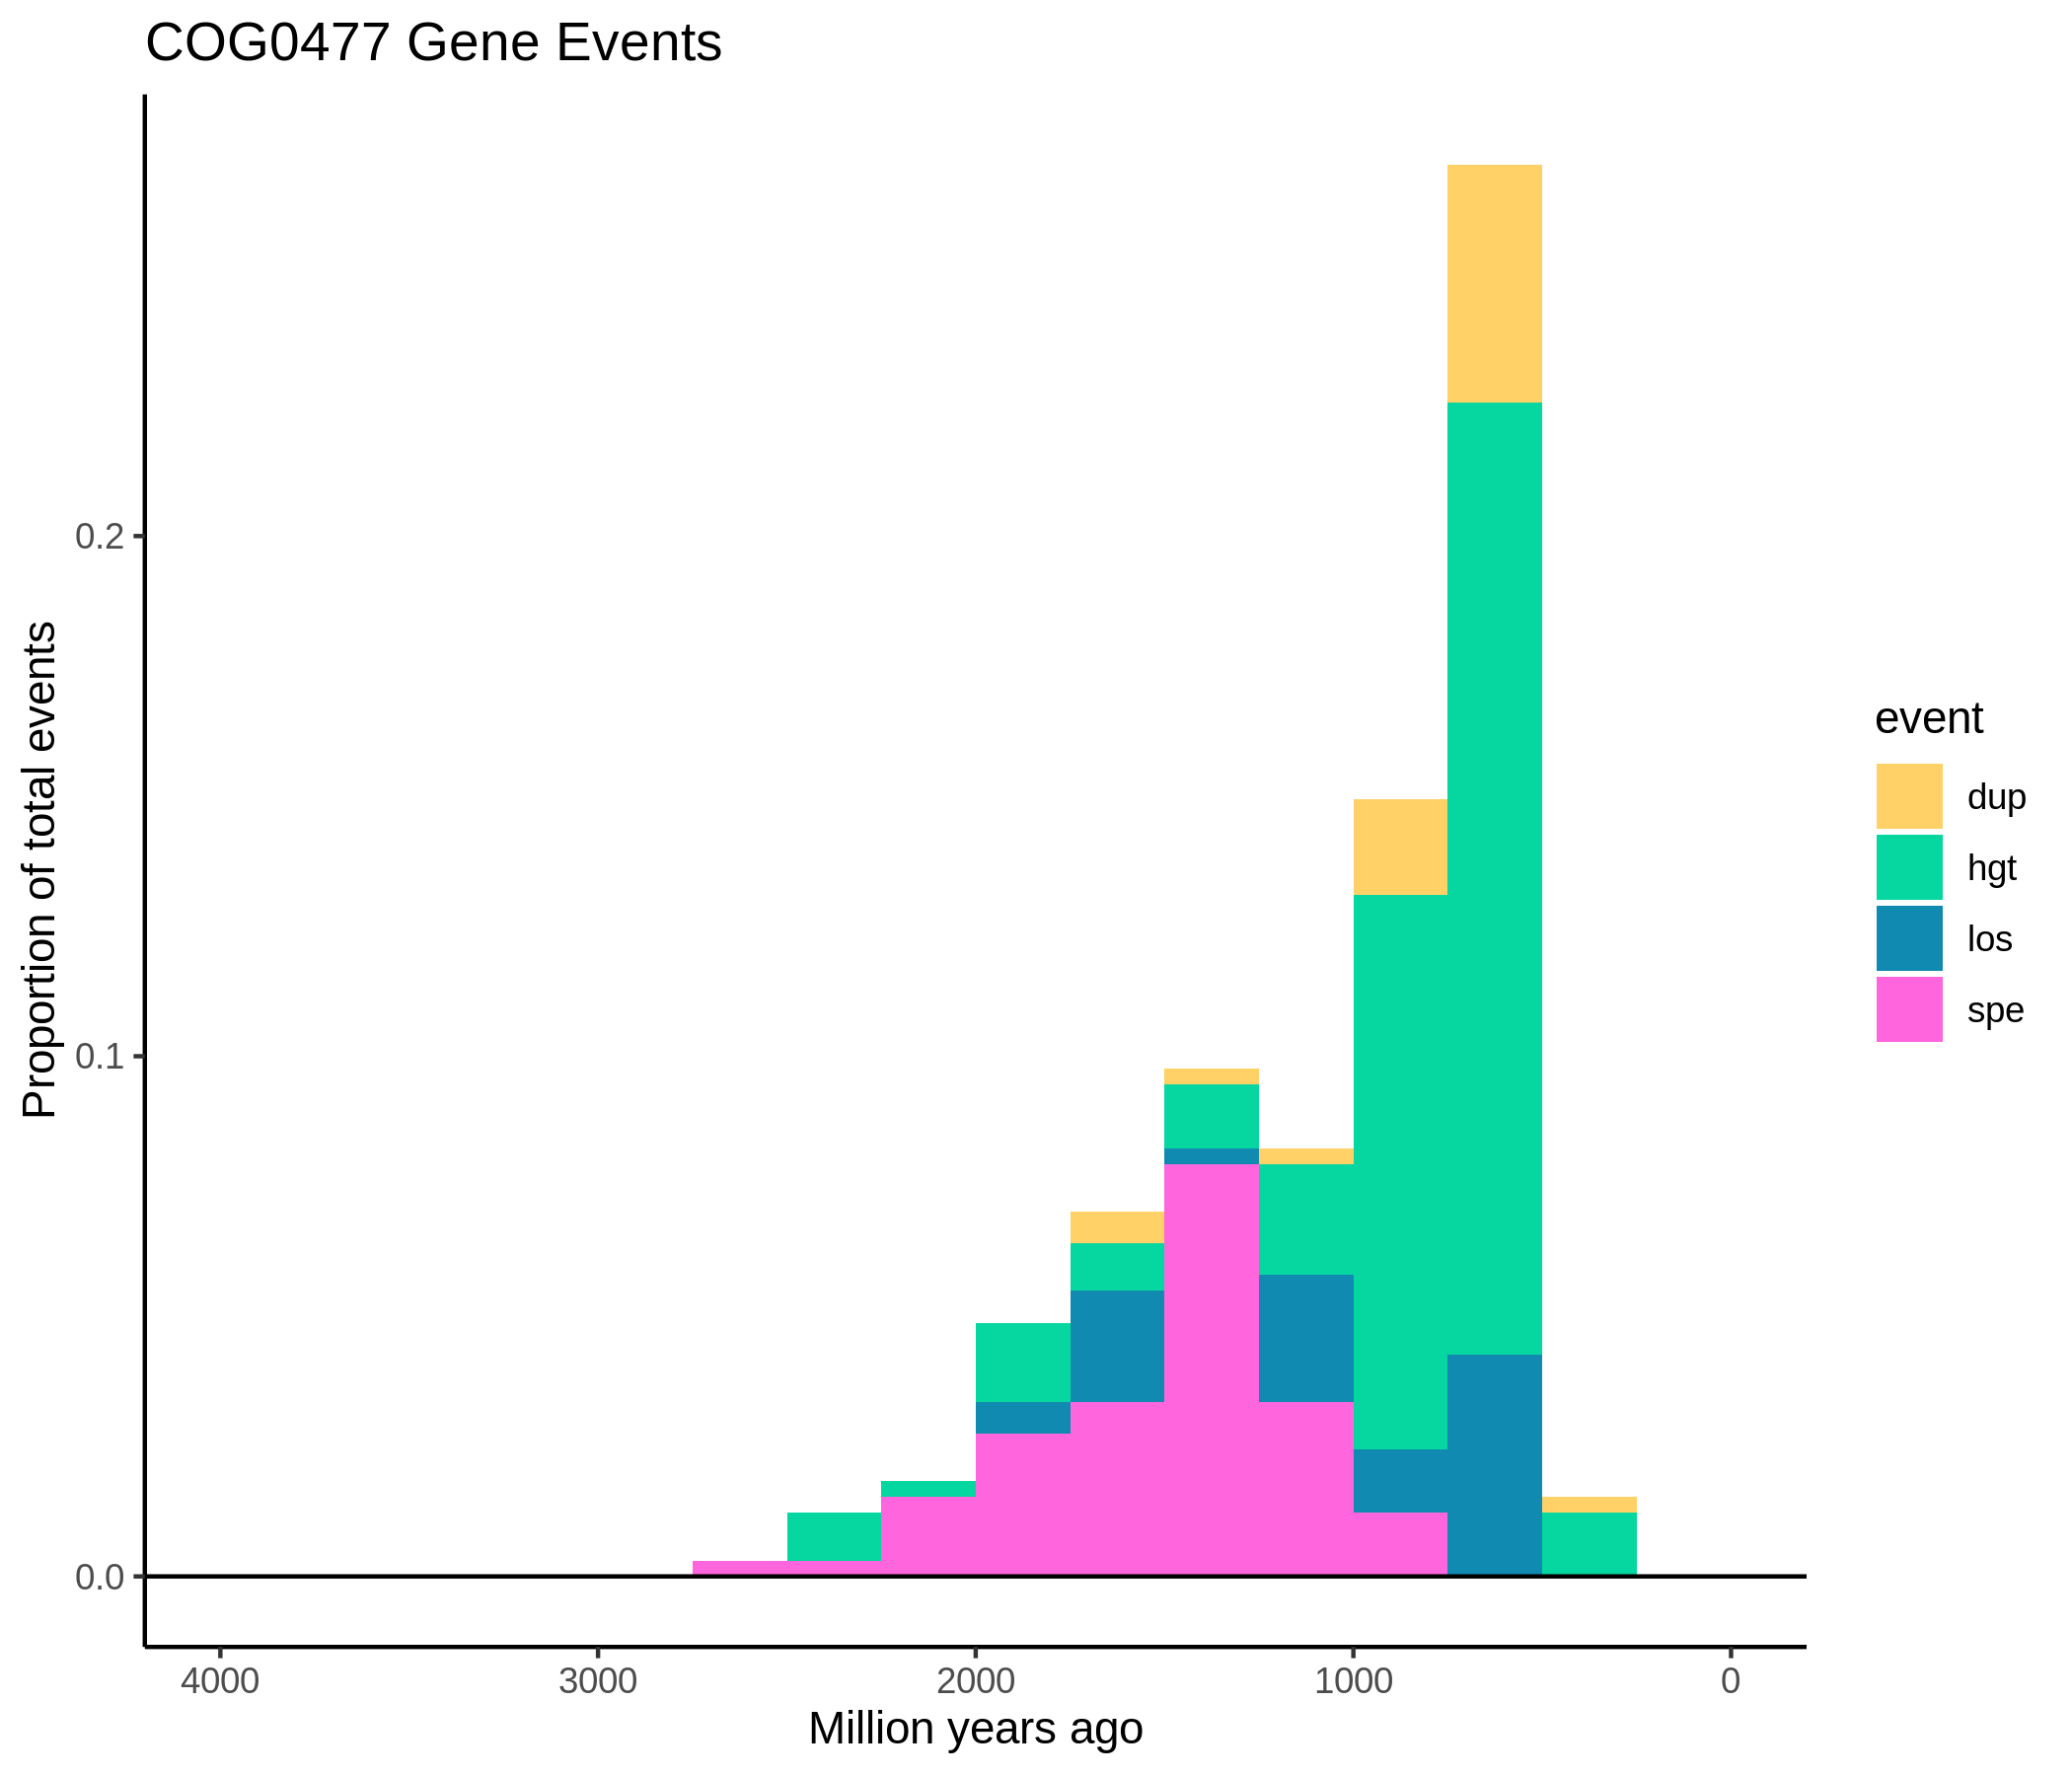 COG0477 Gene Events
Proportion of total events
0.2
0.1
0.0
4000 3000 2000 1000 0
Million years ago
event
dup
hgt
los
spe